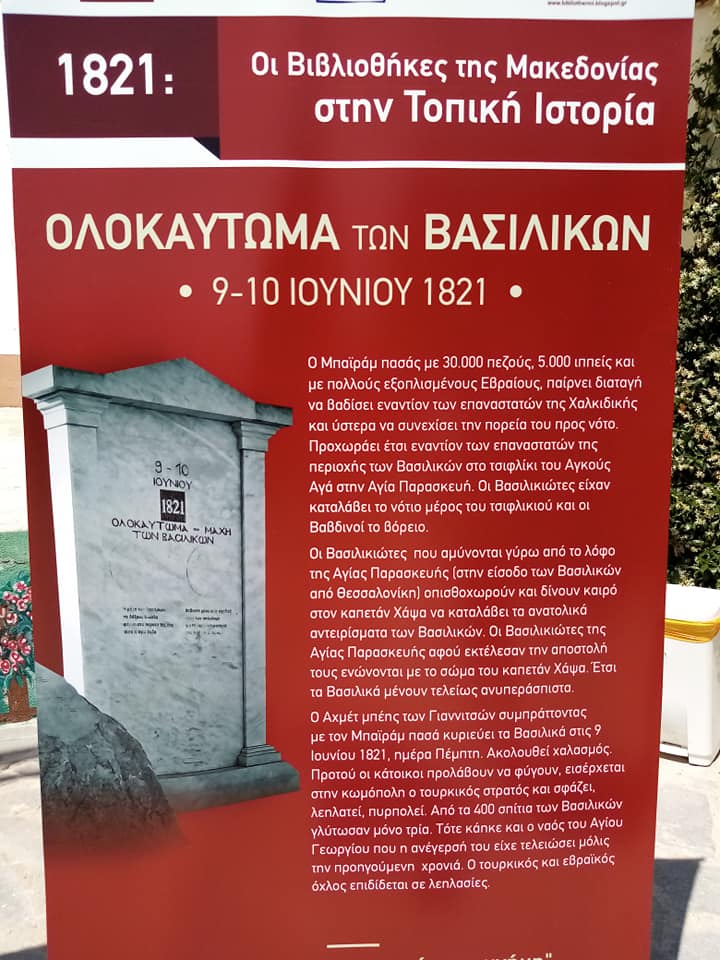 www.bibliothervi.blogspot.gr
1821:
Οι Βιβλιοθήκες της Μακεδονίας
στην Τοπική Ιστορία
ΟΛΟΚΑΥΤΩΜΑ ΤΩΝ ΒΑΣΙΛΙΚΩΝ
• 9-10 ΙΟΥΝΙΟΥ 1821 •
Ο Μπαϊράμ πασάς με 30.000 πεζούς, 5.000 ιππείς και
με πολλούς εξοπλισμένους Εβραίους, παίρνει διαταγή
να βαδίσει εναντίον των επαναστατών της Χαλκιδικής
και ύστερα να συνεχίσει την πορεία του προς νότο.
Προχωράει έτσι εναντίον των επαναστατών της
περιοχής των Βασιλικών στο τσιφλίκι του Αγκούς
Αγά στην Αγία Παρασκευή. Οι Βασιλικιώτες είχαν
καταλάβει το νότιο μέρος του τσιφλικιού και οι
Βαβδινοί το βόρειο.
Οι Βασιλικιώτες που αμύνονται γύρω από το λόφο
της Αγίας Παρασκευής (στην είσοδο των Βασιλικών
από Θεσσαλονίκη) οπισθοχωρούν και δίνουν καιρό
στον καπετάν Χάψα να καταλάβει τα ανατολικά
αντερίσματα των Βασιλικών. Οι Βασιλικιώτες της
Αγίας Παρασκευής αφού εκτέλεσαν την αποστολή
τους ενώνονται με το σώμα του καπετάν Χάψα. Έτσι
τα Βασιλικά μένουν τελείως ανυπεράσπιστα.
Ο Αχμέτ μπέης των Γιαννιτσών συμπράττοντας
με τον Μπαϊράμ πασά κυριεύει τα Βασιλικά στις 9
Ιουνίου 1821, ημέρα Πέμπτη. Ακολουθεί χαλασμός.
Προτού οι κάτοικοι προλάβουν να φύγουν, εισέρχεται
στην κωμόπολη ο τουρκικός στρατός και σφάζει,
λεηλατεί, πυρπολεί. Από τα 400 σπίτια των Βασιλικών
γλύτωσαν μόνο τρία. Τότε κάηκε και ο ναός του Αγίου
Γεωργίου που η ανέγερσή του είχε τελειώσει μόλις
την προηγούμενη χρονιά. Ο τουρκικός και εβραϊκός
όχλος επιδίδεται σε λεηλασίες.
9-10
ΙΟΥΝΙΟΥ
1821
ΟΛΟΚΑΥΤΩΜΑ - ΜΑΧΗ
ΤΩΝ ΒΑΣΙΛΙΚΩΝ